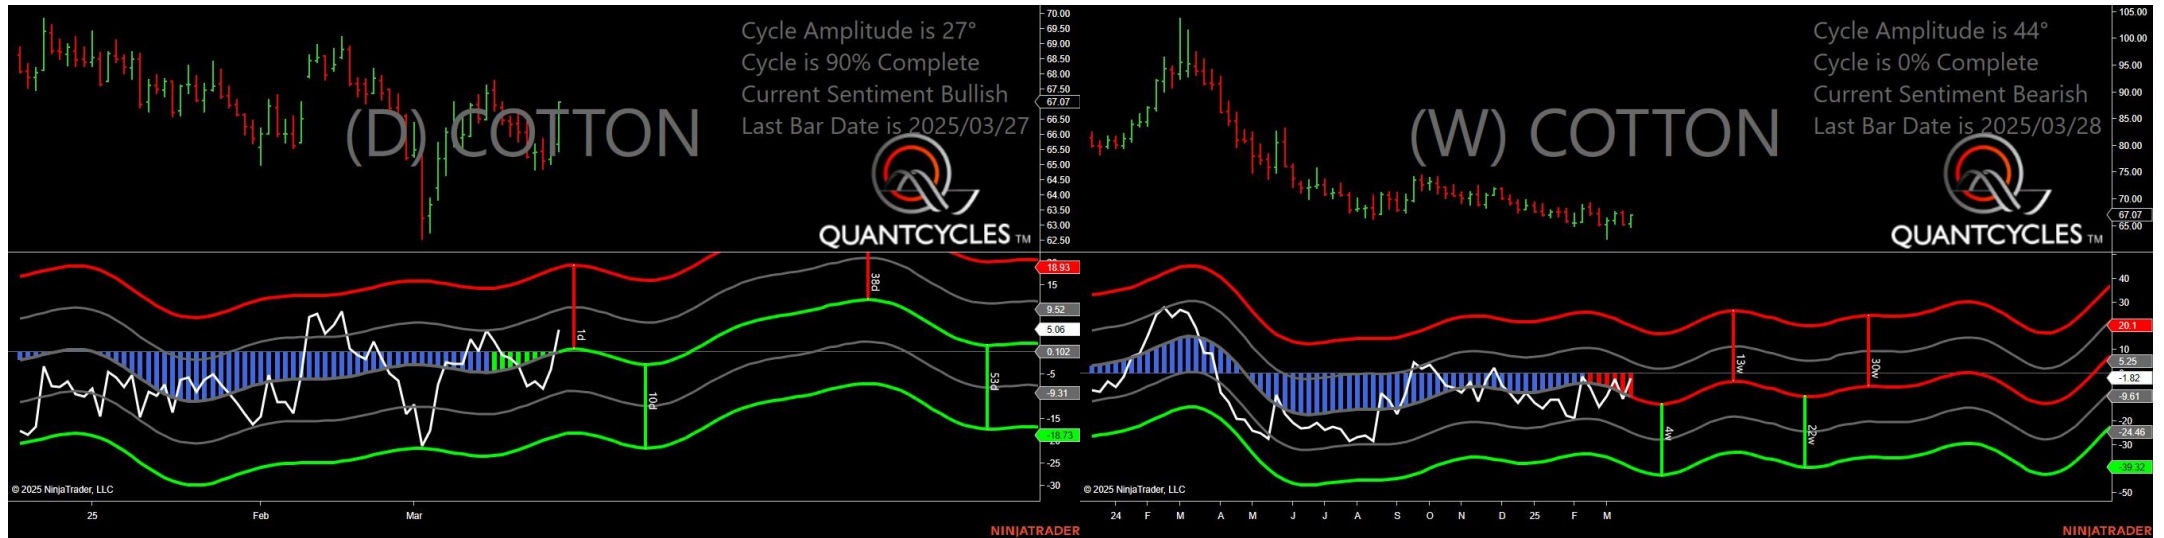 Cycle Amplitude is 27°
Cycle is 90% Complete
Current Sentiment Bullish
Last Bar Date is 2025/03/27
(D) COTTON
QUANTCYCLES TM
70.00
69.50
69.00
68.50
68.00
67.50
67.07
66.50
66.00
65.50
65.00
64.50
64.00
63.50
63.00
62.50
18.93
15
9.52
5.06
0.102
-5
-9.31
-15
-18.73
-25
-30
1d
10d
38d
53d
© 2025 NinjaTrader, LLC
25
Feb
Mar
NINJATRADER
Cycle Amplitude is 44°
Cycle is 0% Complete
Current Sentiment Bearish
Last Bar Date is 2025/03/28
(W) COTTON
QUANTCYCLES TM
105.00
100.00
95.00
90.00
85.00
80.00
75.00
70.00
67.07
65.00
40
30
20.1
10
5.25
-1.82
-9.61
-20
-24.46
-30
-39.32
-50
4w
13w
22w
30w
© 2025 NinjaTrader, LLC
24 F M A M J J A S O N D 25 F M
NINJATRADER